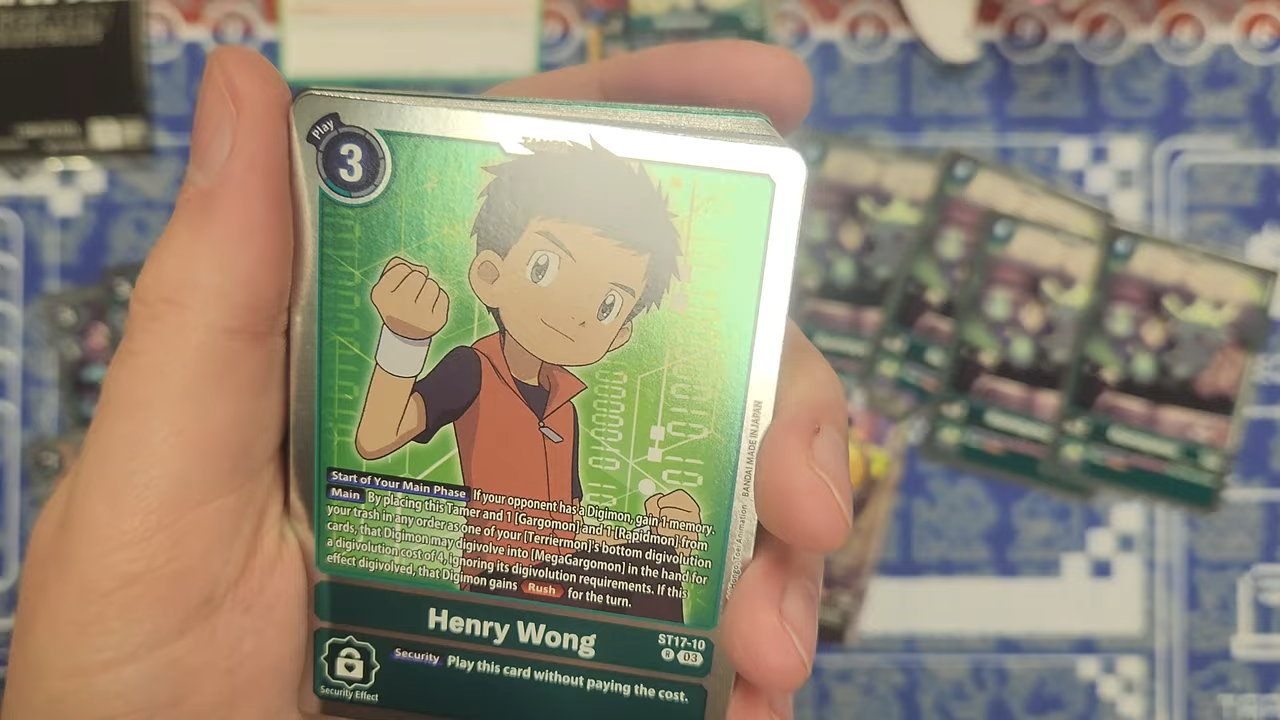 Play
3
Start of Your Main Phase If your opponent has a Digimon, gain 1 memory.
Main By placing this Tamer and 1 [Gargomon] and 1 [Rapidmon] from
your trash in any order as one of your [Terriermon]'s bottom digivolution
cards, that Digimon may digivolve into [MegaGargomon] in the hand for
a digivolution cost of 4, ignoring its digivolution requirements. If this
effect digivolved, that Digimon gains Rush for the turn.
BANDAI MADE IN JAPAN
Toei Animation
Henry Wong
ST17-10
R 03
Security Play this card without paying the cost.
Security Effect